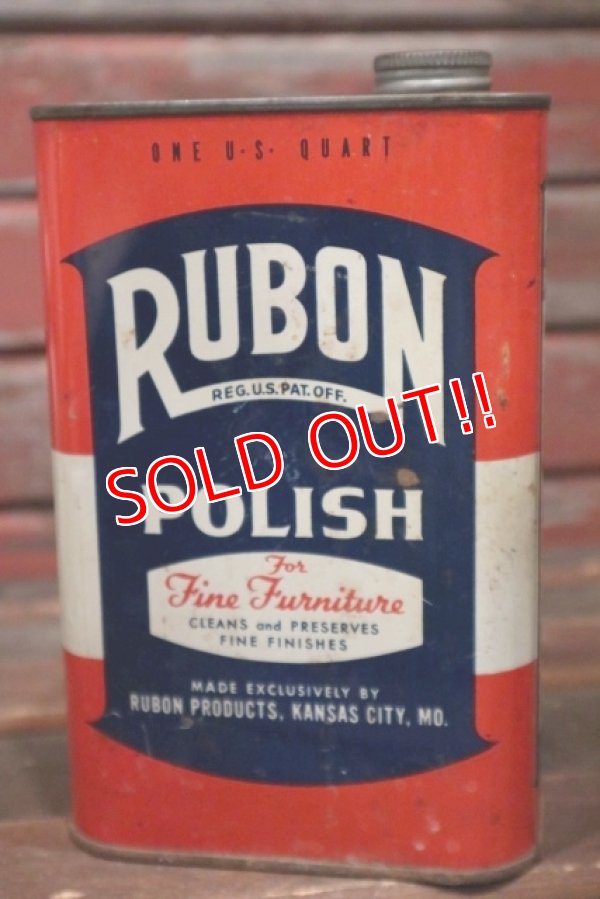 ONE U.S. QUART
RUBON
REG. U.S. PAT. OFF.
SOLD OUT!!
POLISH
For
Fine Furniture
CLEANS and PRESERVES
FINE FINISHES
MADE EXCLUSIVELY BY
RUBON PRODUCTS, KANSAS CITY, MO.